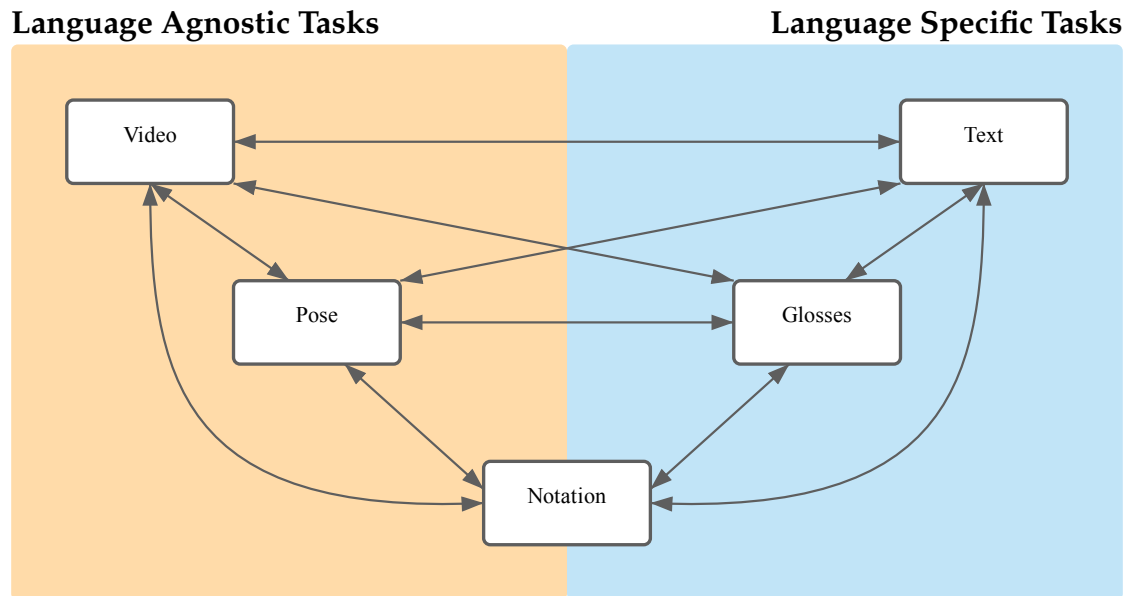 Language Agnostic Tasks
Language Specific Tasks
Video
Text
Pose
Glosses
Notation